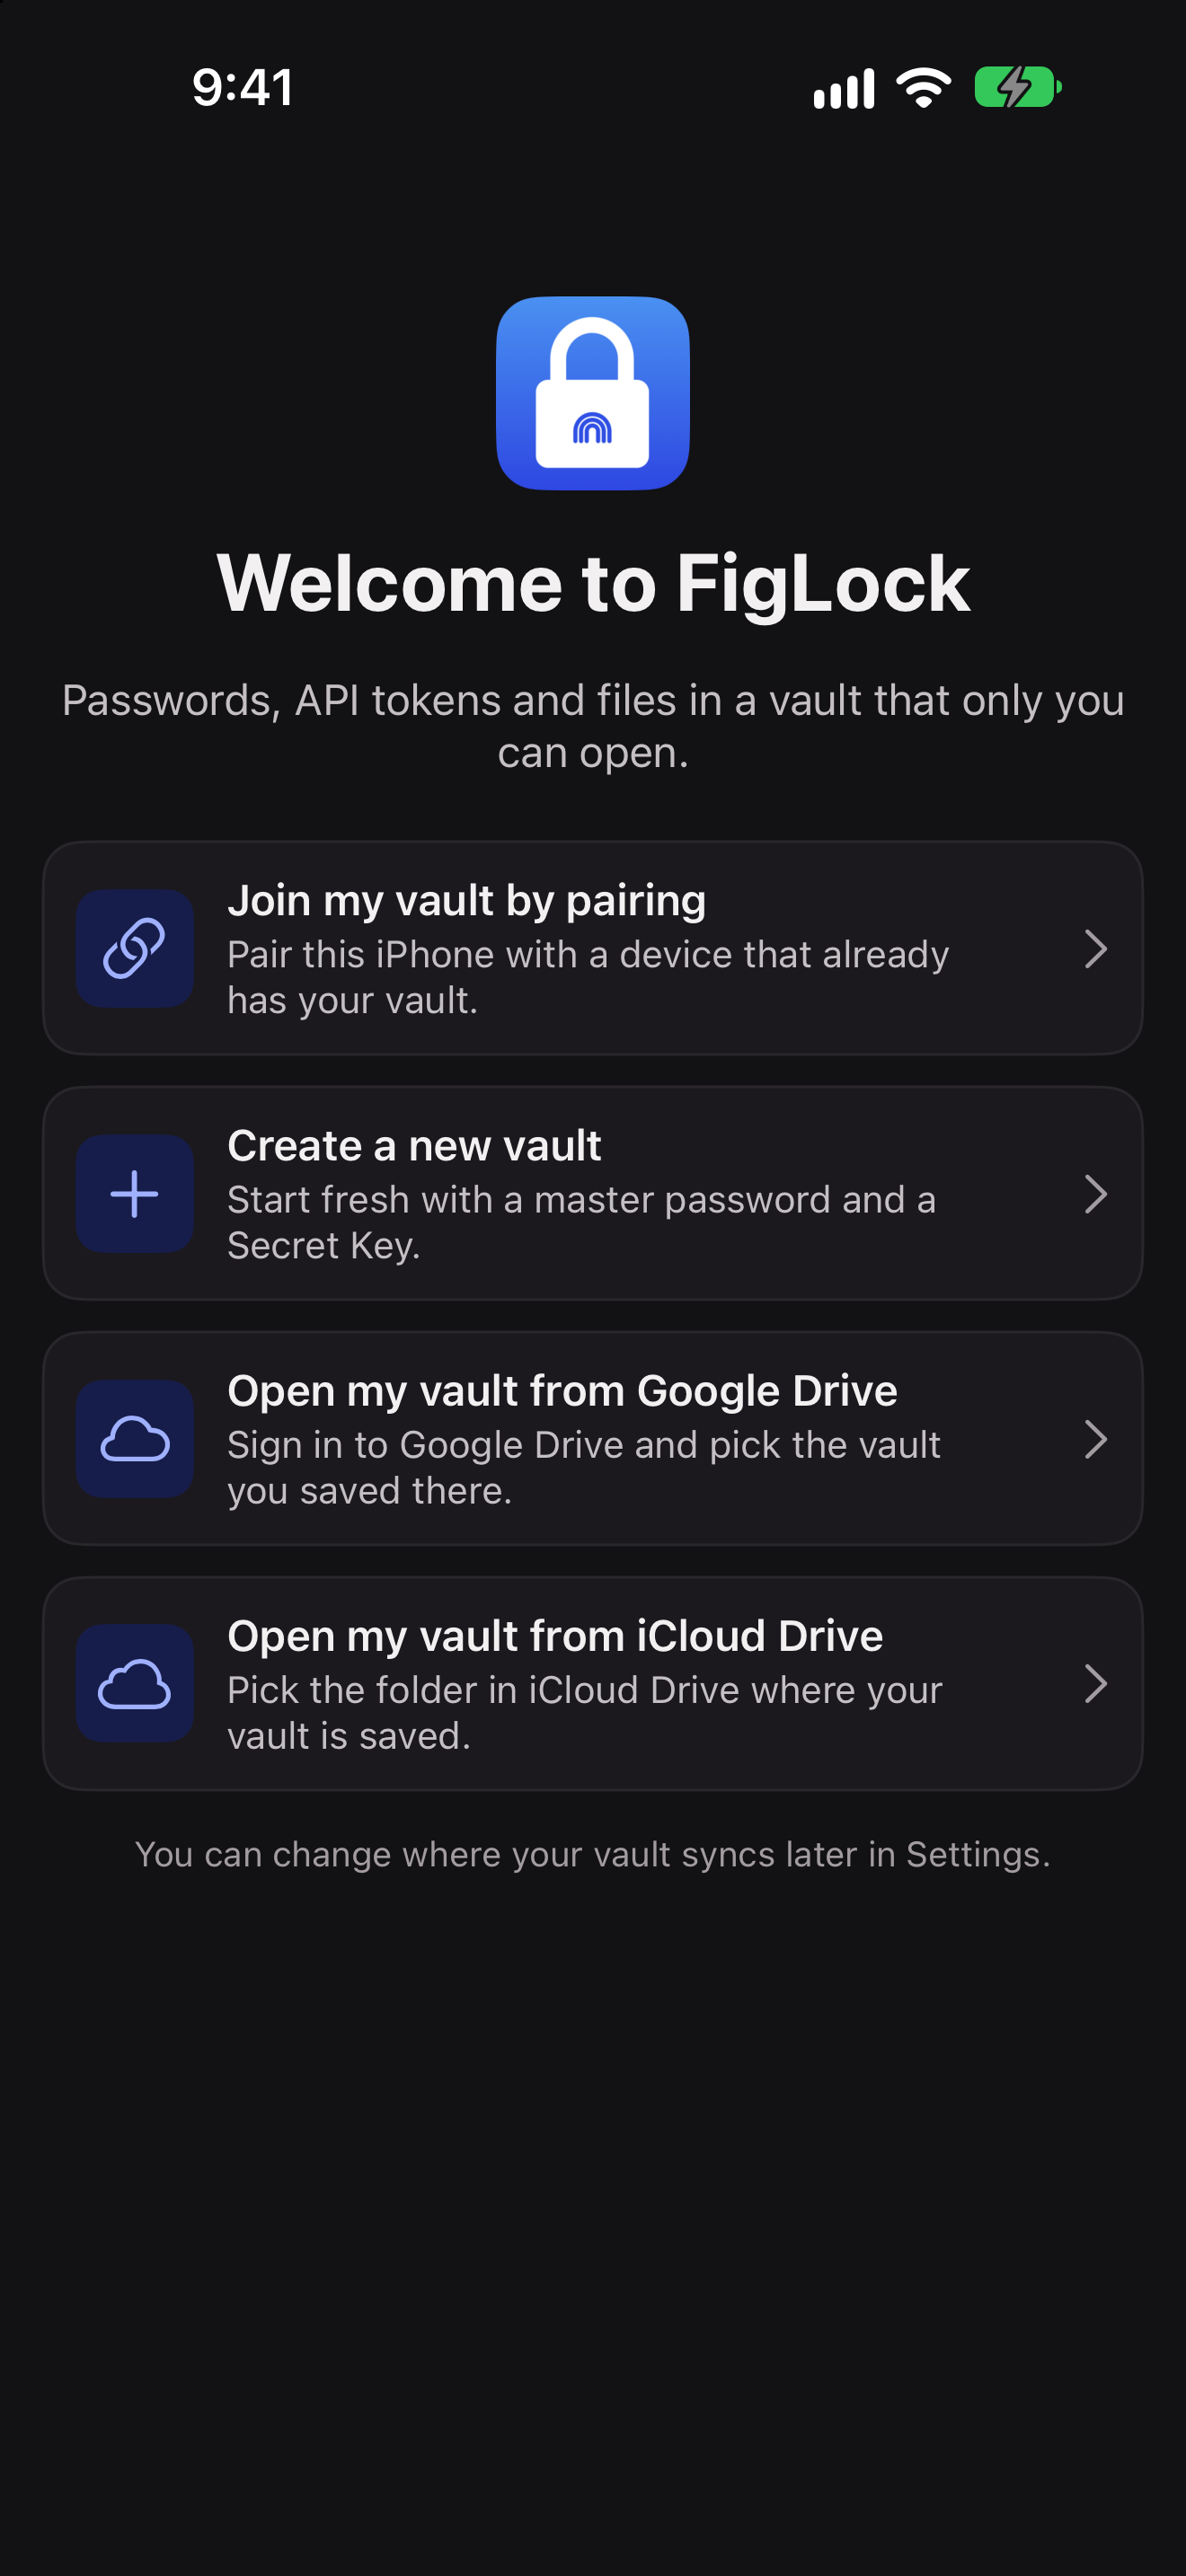 9:41
Welcome to FigLock
Passwords, API tokens and files in a vault that only you
can open.
Join my vault by pairing
Pair this iPhone with a device that already
has your vault.
Create a new vault
Start fresh with a master password and a
Secret Key.
Open my vault from Google Drive
Sign in to Google Drive and pick the vault
you saved there.
Open my vault from iCloud Drive
Pick the folder in iCloud Drive where your
vault is saved.
You can change where your vault syncs later in Settings.